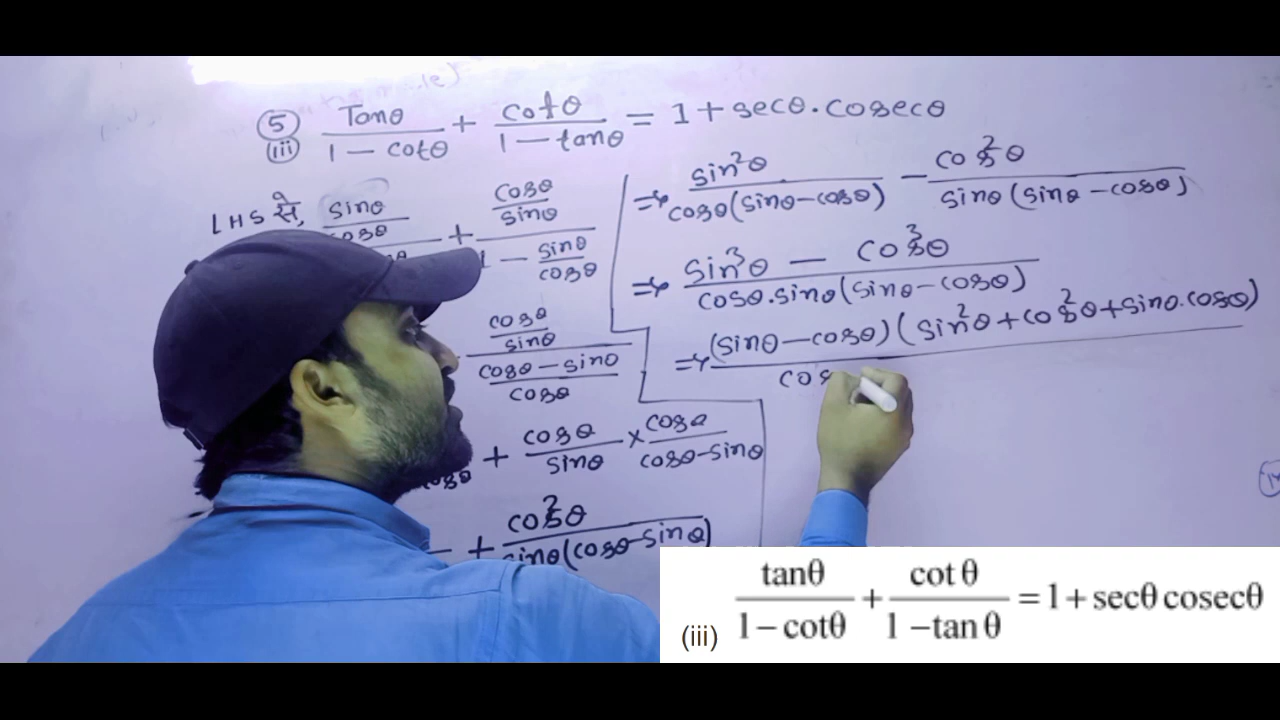 ⑤ (iii) Tanθ/(1 − cotθ) + cotθ/(1 − tanθ) = 1 + secθ.cosecθ
LHS से, sinθ/cosθ + (cosθ/sinθ)/(1 − sinθ/cosθ)
(cosθ/sinθ)/((cosθ − sinθ)/cosθ)
+ cosθ/sinθ × cosθ/(cosθ − sinθ)
+ cos²θ/(sinθ(cosθ − sinθ))
⇒ sin²θ/(cosθ(sinθ − cosθ)) − cos²θ/(sinθ(sinθ − cosθ))
⇒ (sin³θ − cos³θ)/(cosθ.sinθ(sinθ − cosθ))
⇒ (sinθ − cosθ)(sin²θ + cos²θ + sinθ.cosθ)/cos
(iii) tanθ/(1 − cotθ) + cot θ/(1 − tan θ) = 1 + secθ cosecθ